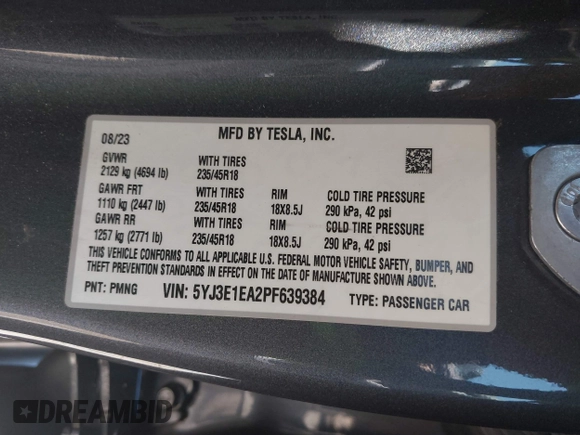 MFD BY TESLA, INC.
08/23
GVWR WITH TIRES
2129 kg (4694 lb) 235/45R18
GAWR FRT WITH TIRES RIM COLD TIRE PRESSURE
1110 kg (2447 lb) 235/45R18 18X8.5J 290 kPa, 42 psi
GAWR RR WITH TIRES RIM COLD TIRE PRESSURE
1257 kg (2771 lb) 235/45R18 18X8.5J 290 kPa, 42 psi
THIS VEHICLE CONFORMS TO ALL APPLICABLE U.S. FEDERAL MOTOR VEHICLE SAFETY, BUMPER, AND
THEFT PREVENTION STANDARDS IN EFFECT ON THE DATE OF MANUFACTURE SHOWN ABOVE.
PNT: PMNG VIN: 5YJ3E1EA2PF639384 TYPE: PASSENGER CAR
DREAMBID